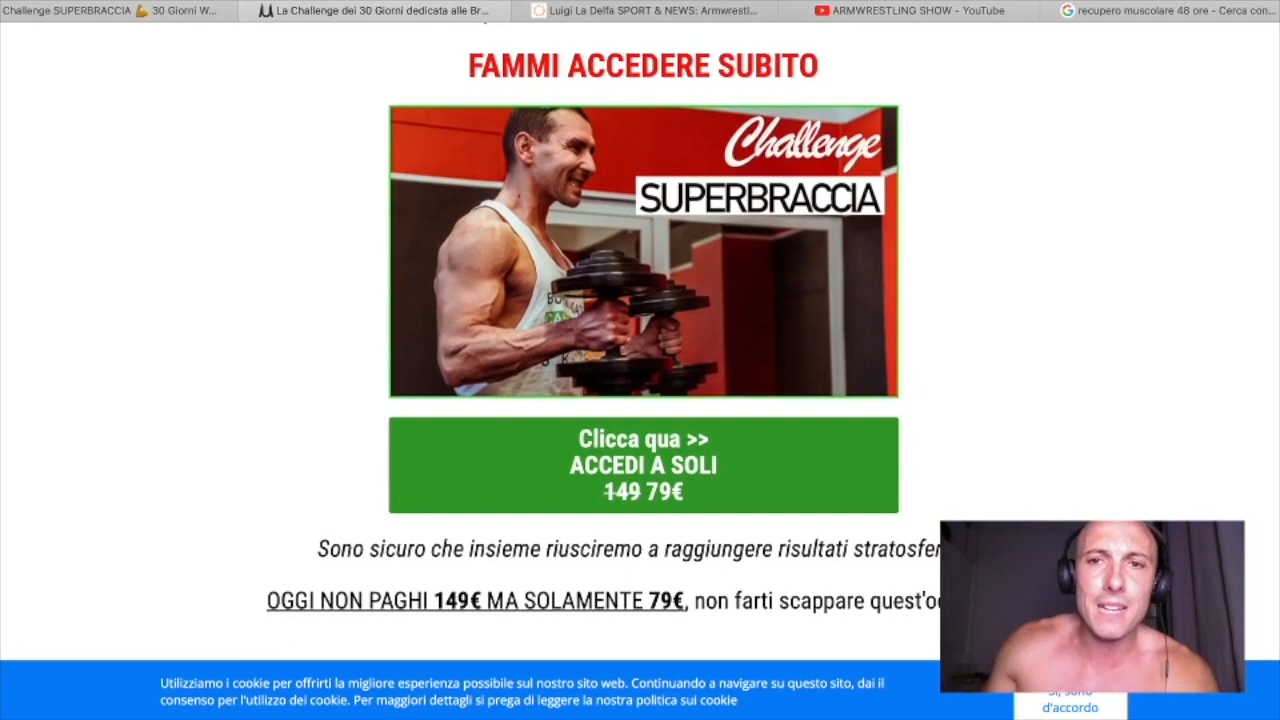 Challenge SUPERBRACCIA 💪 30 Giorni W...
La Challenge dei 30 Giorni dedicata alle Br...
Luigi La Delfa SPORT & NEWS: Armwrestl...
ARMWRESTLING SHOW - YouTube
recupero muscolare 48 ore - Cerca con...
FAMMI ACCEDERE SUBITO
Challenge
SUPERBRACCIA
Clicca qua >>
ACCEDI A SOLI
149 79€
Sono sicuro che insieme riusciremo a raggiungere risultati
OGGI NON PAGHI 149€ MA SOLAMENTE 79€, non farti scappare
Utilizziamo i cookie per offrirti la migliore esperienza possibile sul nostro sito web. Continuando a navigare su questo sito, dai il
consenso per l'utilizzo dei cookie. Per maggiori dettagli si prega di leggere la nostra politica sui cookie
d'accordo